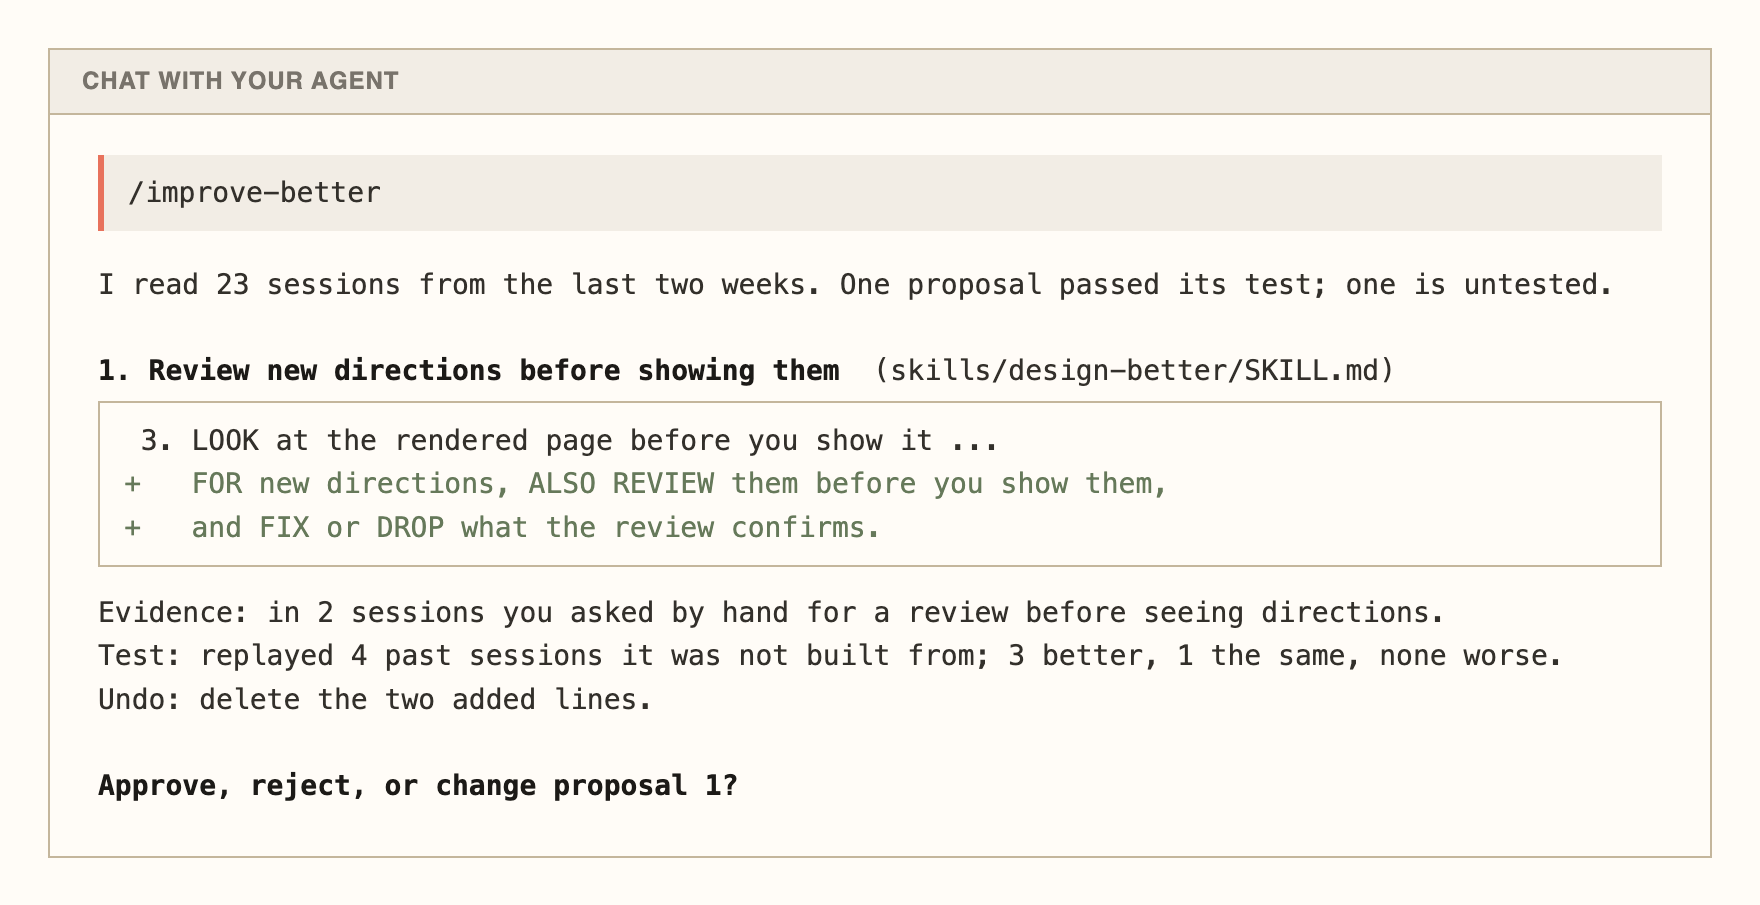 CHAT WITH YOUR AGENT
/improve-better
I read 23 sessions from the last two weeks. One proposal passed its test; one is untested.
1. Review new directions before showing them (skills/design-better/SKILL.md)
3. LOOK at the rendered page before you show it ...
+ FOR new directions, ALSO REVIEW them before you show them,
+ and FIX or DROP what the review confirms.
Evidence: in 2 sessions you asked by hand for a review before seeing directions.
Test: replayed 4 past sessions it was not built from; 3 better, 1 the same, none worse.
Undo: delete the two added lines.
Approve, reject, or change proposal 1?